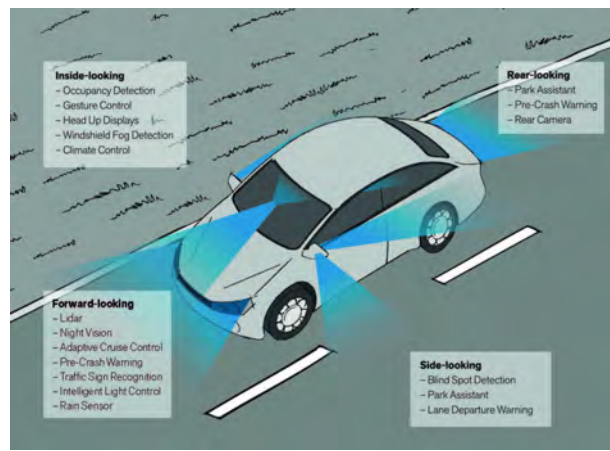 Inside-looking
– Occupancy Detection
– Gesture Control
– Head Up Displays
– Windshield Fog Detection
– Climate Control
Rear-looking
– Park Assistant
– Pre-Crash Warning
– Rear Camera
Forward-looking
– Lidar
– Night Vision
– Adaptive Cruise Control
– Pre-Crash Warning
– Traffic Sign Recognition
– Intelligent Light Control
– Rain Sensor
Side-looking
– Blind Spot Detection
– Park Assistant
– Lane Departure Warning